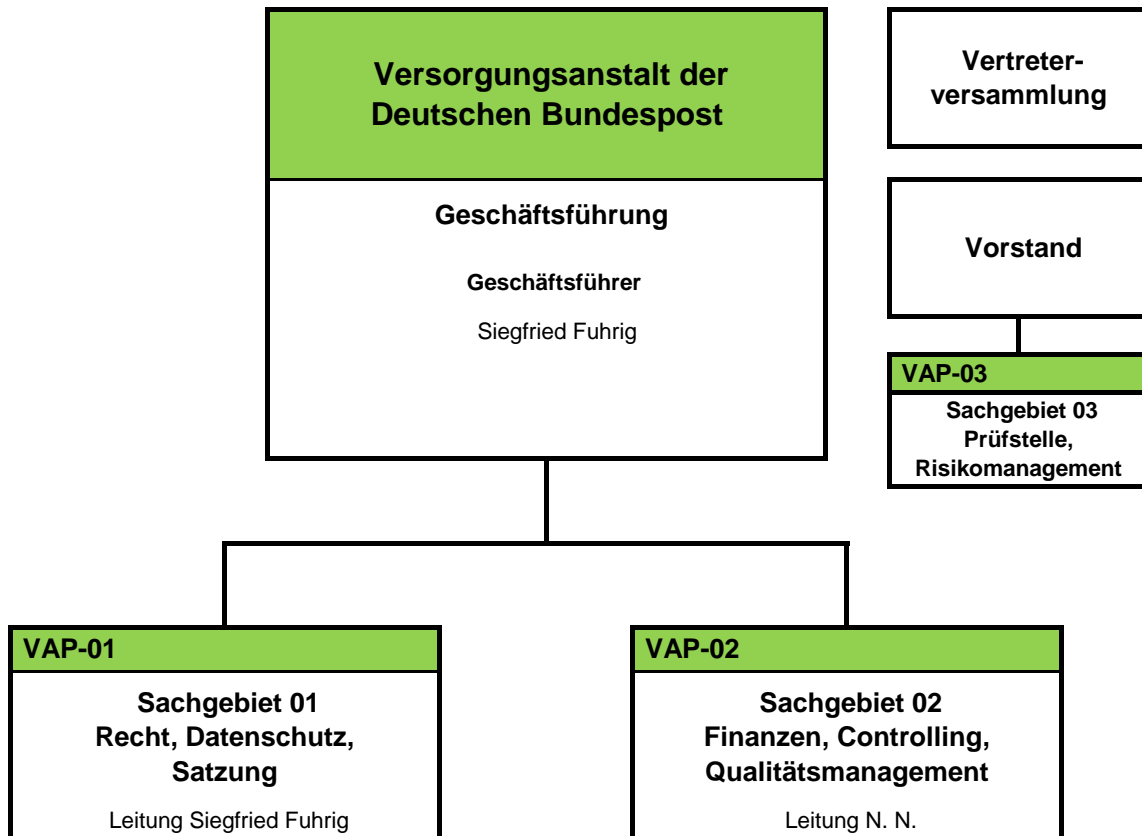 Versorgungsanstalt der
Deutschen Bundespost
Geschäftsführung
Geschäftsführer
Siegfried Fuhrig
Vertreter-
versammlung
Vorstand
VAP-03
Sachgebiet 03
Prüfstelle,
Risikomanagement
VAP-01
Sachgebiet 01
Recht, Datenschutz,
Satzung
Leitung Siegfried Fuhrig
VAP-02
Sachgebiet 02
Finanzen, Controlling,
Qualitätsmanagement
Leitung N. N.